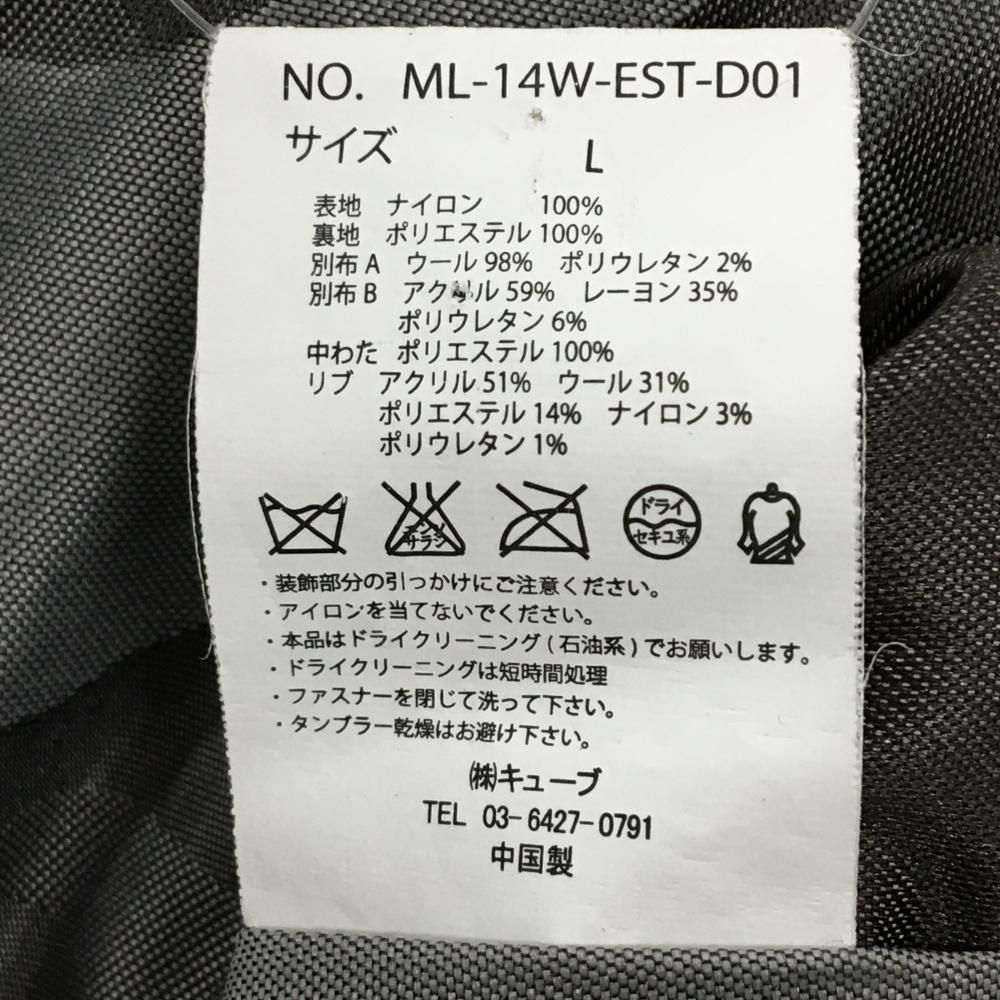 NO. ML-14W-EST-D01
サイズ L
表地 ナイロン 100%
裏地 ポリエステル 100%
別布 A ウール 98% ポリウレタン 2%
別布 B アクリル 59% レーヨン 35%
ポリウレタン 6%
中わた ポリエステル 100%
リブ アクリル 51% ウール 31%
ポリエステル 14% ナイロン 3%
ポリウレタン 1%
エンソ サラシ ドライ セキユ系
・装飾部分の引っかけにご注意ください。
・アイロンを当てないでください。
・本品はドライクリーニング(石油系)でお願いします。
・ドライクリーニングは短時間処理
・ファスナーを閉じて洗って下さい。
・タンブラー乾燥はお避け下さい。
㈱キューブ
TEL 03-6427-0791
中国製